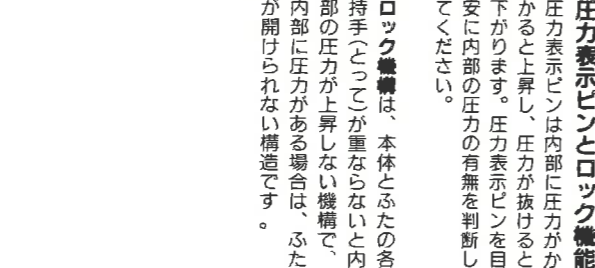 圧力表示ピンとロック機能
圧力表示ピンは内部に圧力がか
かると上昇し、圧力が抜けると
下がります。圧力表示ピンを目
安に内部の圧力の有無を判断し
てください。
ロック機構は、本体とふたの各
持手(とって)が重ならないと内
部の圧力が上昇しない機構で、
内部に圧力がある場合は、ふた
が開けられない構造です。